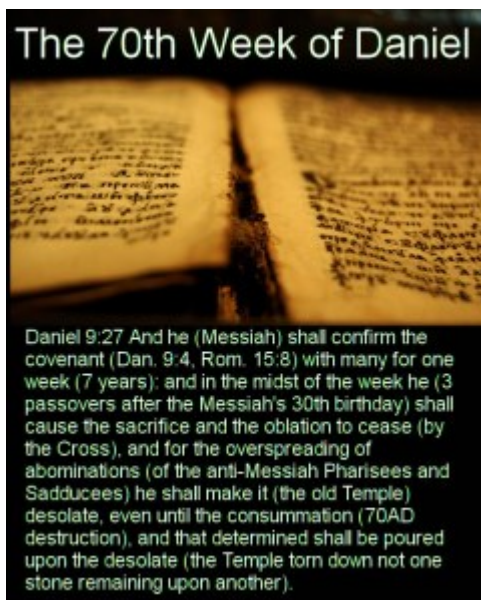 The 70th Week of Daniel
Daniel 9:27 And he (Messiah) shall confirm the
covenant (Dan. 9:4, Rom. 15:8) with many for one
week (7 years): and in the midst of the week he (3
passovers after the Messiah's 30th birthday) shall
cause the sacrifice and the oblation to cease (by
the Cross), and for the overspreading of
abominations (of the anti-Messiah Pharisees and
Sadducees) he shall make it (the old Temple)
desolate, even until the consummation (70AD
destruction), and that determined shall be poured
upon the desolate (the Temple torn down not one
stone remaining upon another).